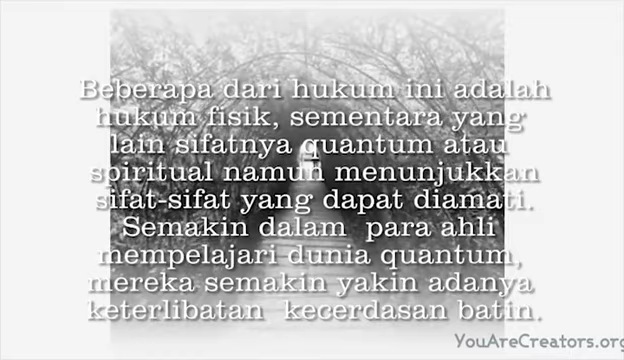 Beberapa dari hukum ini adalah
hukum fisik, sementara yang
lain sifatnya quantum atau
spiritual namun menunjukkan
sifat-sifat yang dapat diamati.
Semakin dalam para ahli
mempelajari dunia quantum,
mereka semakin yakin adanya
keterlibatan kecerdasan batin.
YouAreCreators.org